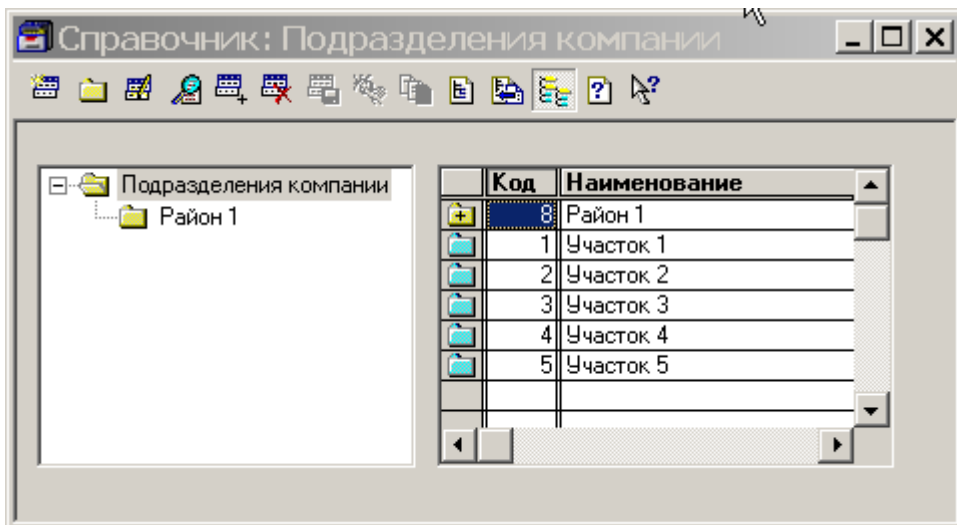 Справочник: Подразделения компании
Подразделения компании
Район 1
Код Наименование
8 Район 1
1 Участок 1
2 Участок 2
3 Участок 3
4 Участок 4
5 Участок 5